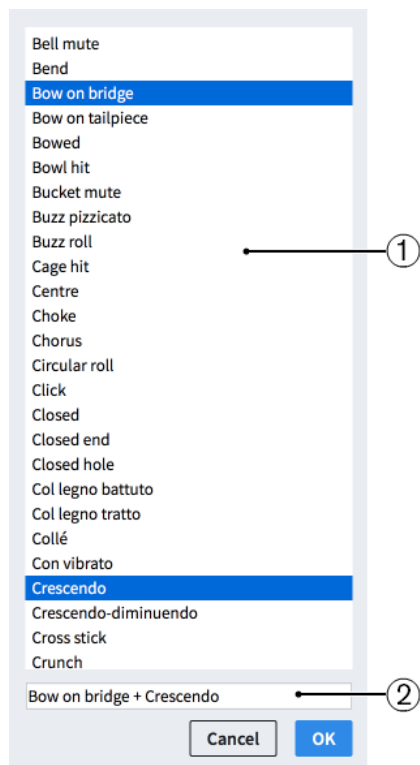 Bell mute
Bend
Bow on bridge
Bow on tailpiece
Bowed
Bowl hit
Bucket mute
Buzz pizzicato
Buzz roll
Cage hit
Centre
Choke
Chorus
Circular roll
Click
Closed
Closed end
Closed hole
Col legno battuto
Col legno tratto
Collé
Con vibrato
Crescendo
Crescendo-diminuendo
Cross stick
Crunch
1
Bow on bridge + Crescendo
2
Cancel OK